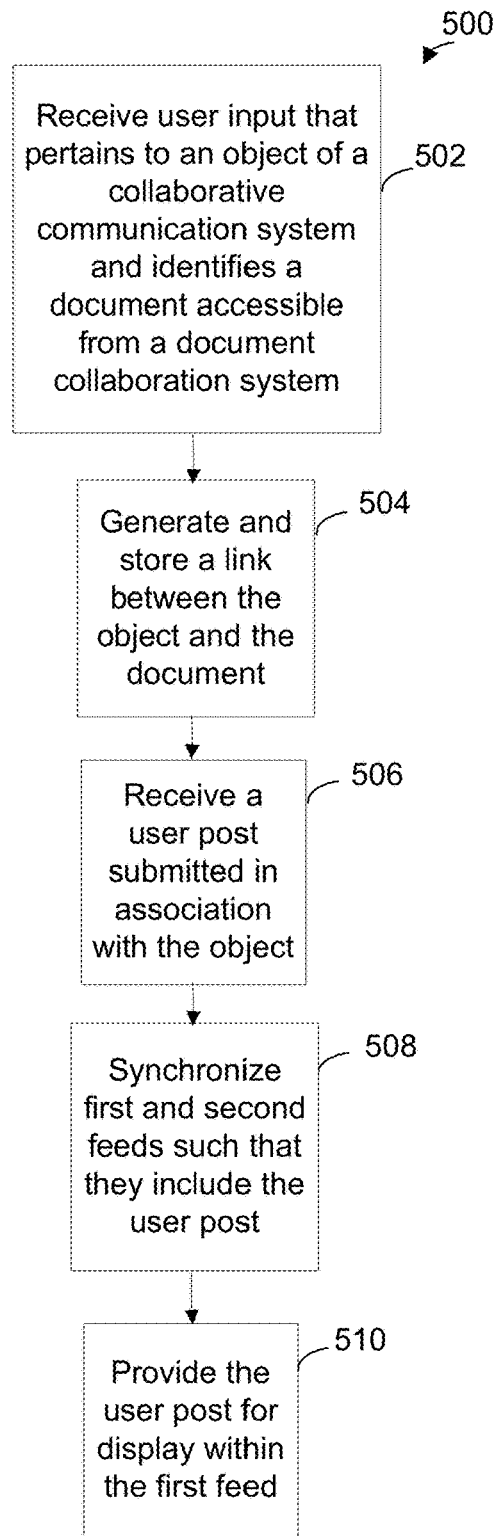 500
Receive user input that
pertains to an object of a
collaborative
communication system
and identifies a
document accessible
from a document
collaboration system
502
Generate and
store a link
between the
object and the
document
504
Receive a
user post
submitted in
association
with the object
506
Synchronize
first and second
feeds such that
they include the
user post
508
Provide the
user post for
display within
the first feed
510